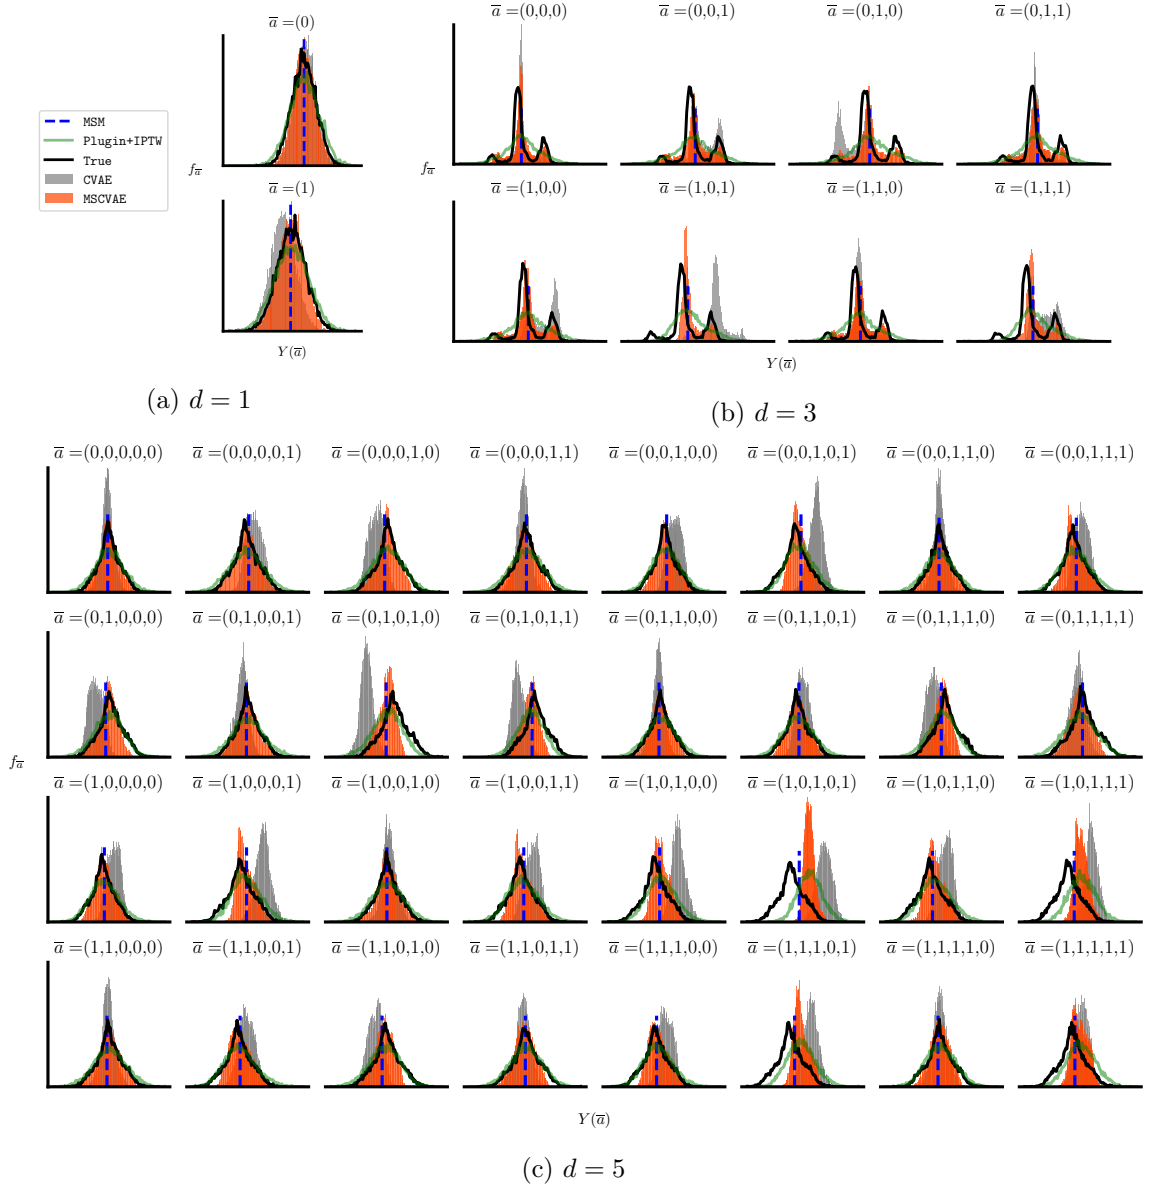 a̅ =(0)
MSM
Plugin+IPTW
True
CVAE
MSCVAE
f_a̅
a̅ =(1)
Y(a̅)
(a) d = 1
a̅ =(0,0,0) a̅ =(0,0,1) a̅ =(0,1,0) a̅ =(0,1,1)
f_a̅
a̅ =(1,0,0) a̅ =(1,0,1) a̅ =(1,1,0) a̅ =(1,1,1)
Y(a̅)
(b) d = 3
a̅ =(0,0,0,0,0) a̅ =(0,0,0,0,1) a̅ =(0,0,0,1,0) a̅ =(0,0,0,1,1) a̅ =(0,0,1,0,0) a̅ =(0,0,1,0,1) a̅ =(0,0,1,1,0) a̅ =(0,0,1,1,1)
a̅ =(0,1,0,0,0) a̅ =(0,1,0,0,1) a̅ =(0,1,0,1,0) a̅ =(0,1,0,1,1) a̅ =(0,1,1,0,0) a̅ =(0,1,1,0,1) a̅ =(0,1,1,1,0) a̅ =(0,1,1,1,1)
f_a̅
a̅ =(1,0,0,0,0) a̅ =(1,0,0,0,1) a̅ =(1,0,0,1,0) a̅ =(1,0,0,1,1) a̅ =(1,0,1,0,0) a̅ =(1,0,1,0,1) a̅ =(1,0,1,1,0) a̅ =(1,0,1,1,1)
a̅ =(1,1,0,0,0) a̅ =(1,1,0,0,1) a̅ =(1,1,0,1,0) a̅ =(1,1,0,1,1) a̅ =(1,1,1,0,0) a̅ =(1,1,1,0,1) a̅ =(1,1,1,1,0) a̅ =(1,1,1,1,1)
Y(a̅)
(c) d = 5